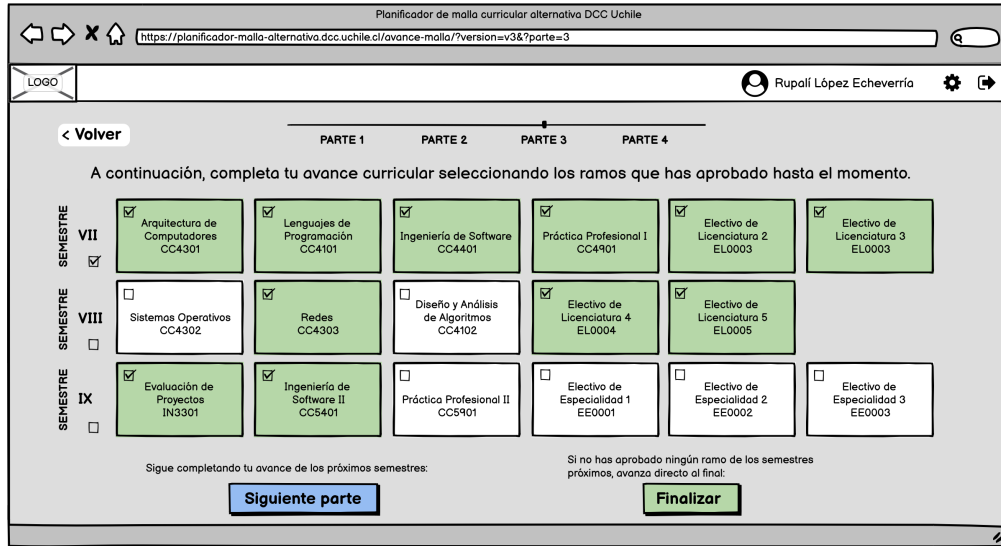 Planificador de malla curricular alternativa DCC Uchile
https://planificador-malla-alternativa.dcc.uchile.cl/avance-malla/?version=v3&?parte=3
LOGO
Rupalí López Echeverría
< Volver
PARTE 1
PARTE 2
PARTE 3
PARTE 4
A continuación, completa tu avance curricular seleccionando los ramos que has aprobado hasta el momento.
SEMESTRE
VII
Arquitectura de
Computadores
CC4301
Lenguajes de
Programación
CC4101
Ingeniería de Software
CC4401
Práctica Profesional I
CC4901
Electivo de
Licenciatura 2
EL0003
Electivo de
Licenciatura 3
EL0003
SEMESTRE
VIII
Sistemas Operativos
CC4302
Redes
CC4303
Diseño y Análisis
de Algoritmos
CC4102
Electivo de
Licenciatura 4
EL0004
Electivo de
Licenciatura 5
EL0005
SEMESTRE
IX
Evaluación de
Proyectos
IN3301
Ingeniería de
Software II
CC5401
Práctica Profesional II
CC5901
Electivo de
Especialidad 1
EE0001
Electivo de
Especialidad 2
EE0002
Electivo de
Especialidad 3
EE0003
Sigue completando tu avance de los próximos semestres:
Siguiente parte
Si no has aprobado ningún ramo de los semestres
próximos, avanza directo al final:
Finalizar